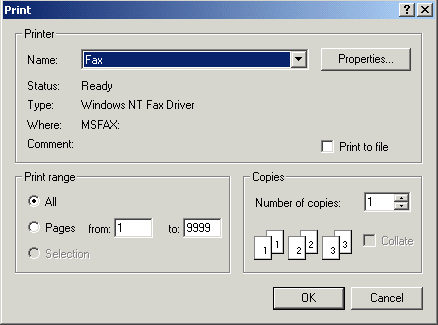 Print
Printer
Name: Fax Properties...
Status: Ready
Type: Windows NT Fax Driver
Where: MSFAX:
Comment: Print to file
Print range
All
Pages from: 1 to: 9999
Selection
Copies
Number of copies: 1
1 1 2 2 3 3 Collate
OK Cancel